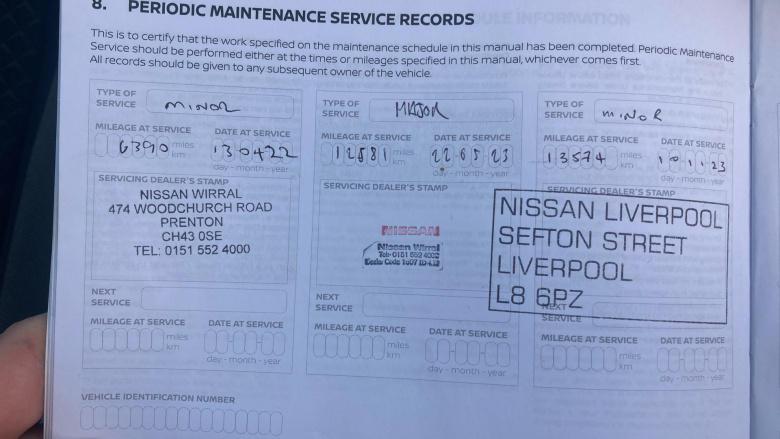 8. PERIODIC MAINTENANCE SERVICE RECORDS
This is to certify that the work specified on the maintenance schedule in this manual has been completed. Periodic Maintenance
Service should be performed either at the times or mileages specified in this manual, whichever comes first.
All records should be given to any subsequent owner of the vehicle.
TYPE OF SERVICE MINOR
MILEAGE AT SERVICE DATE AT SERVICE
6390 miles km 130422
day - month - year
SERVICING DEALER'S STAMP
NISSAN WIRRAL
474 WOODCHURCH ROAD
PRENTON
CH43 0SE
TEL: 0151 552 4000
NEXT SERVICE
MILEAGE AT SERVICE DATE AT SERVICE
miles km
day - month - year
VEHICLE IDENTIFICATION NUMBER
TYPE OF SERVICE MAJOR
MILEAGE AT SERVICE DATE AT SERVICE
12581 miles km 220523
day - month - year
SERVICING DEALER'S STAMP
NISSAN
Nissan Wirral
NEXT SERVICE
MILEAGE AT SERVICE DATE AT SERVICE
miles km
day - month - year
TYPE OF SERVICE MINOR
MILEAGE AT SERVICE DATE AT SERVICE
13574 miles km
day - month - year
SERVICING DEALER'S STAMP
NISSAN LIVERPOOL
SEFTON STREET
LIVERPOOL
L8 6PZ
NEXT SERVICE
MILEAGE AT SERVICE DATE AT SERVICE
miles km
day - month - year